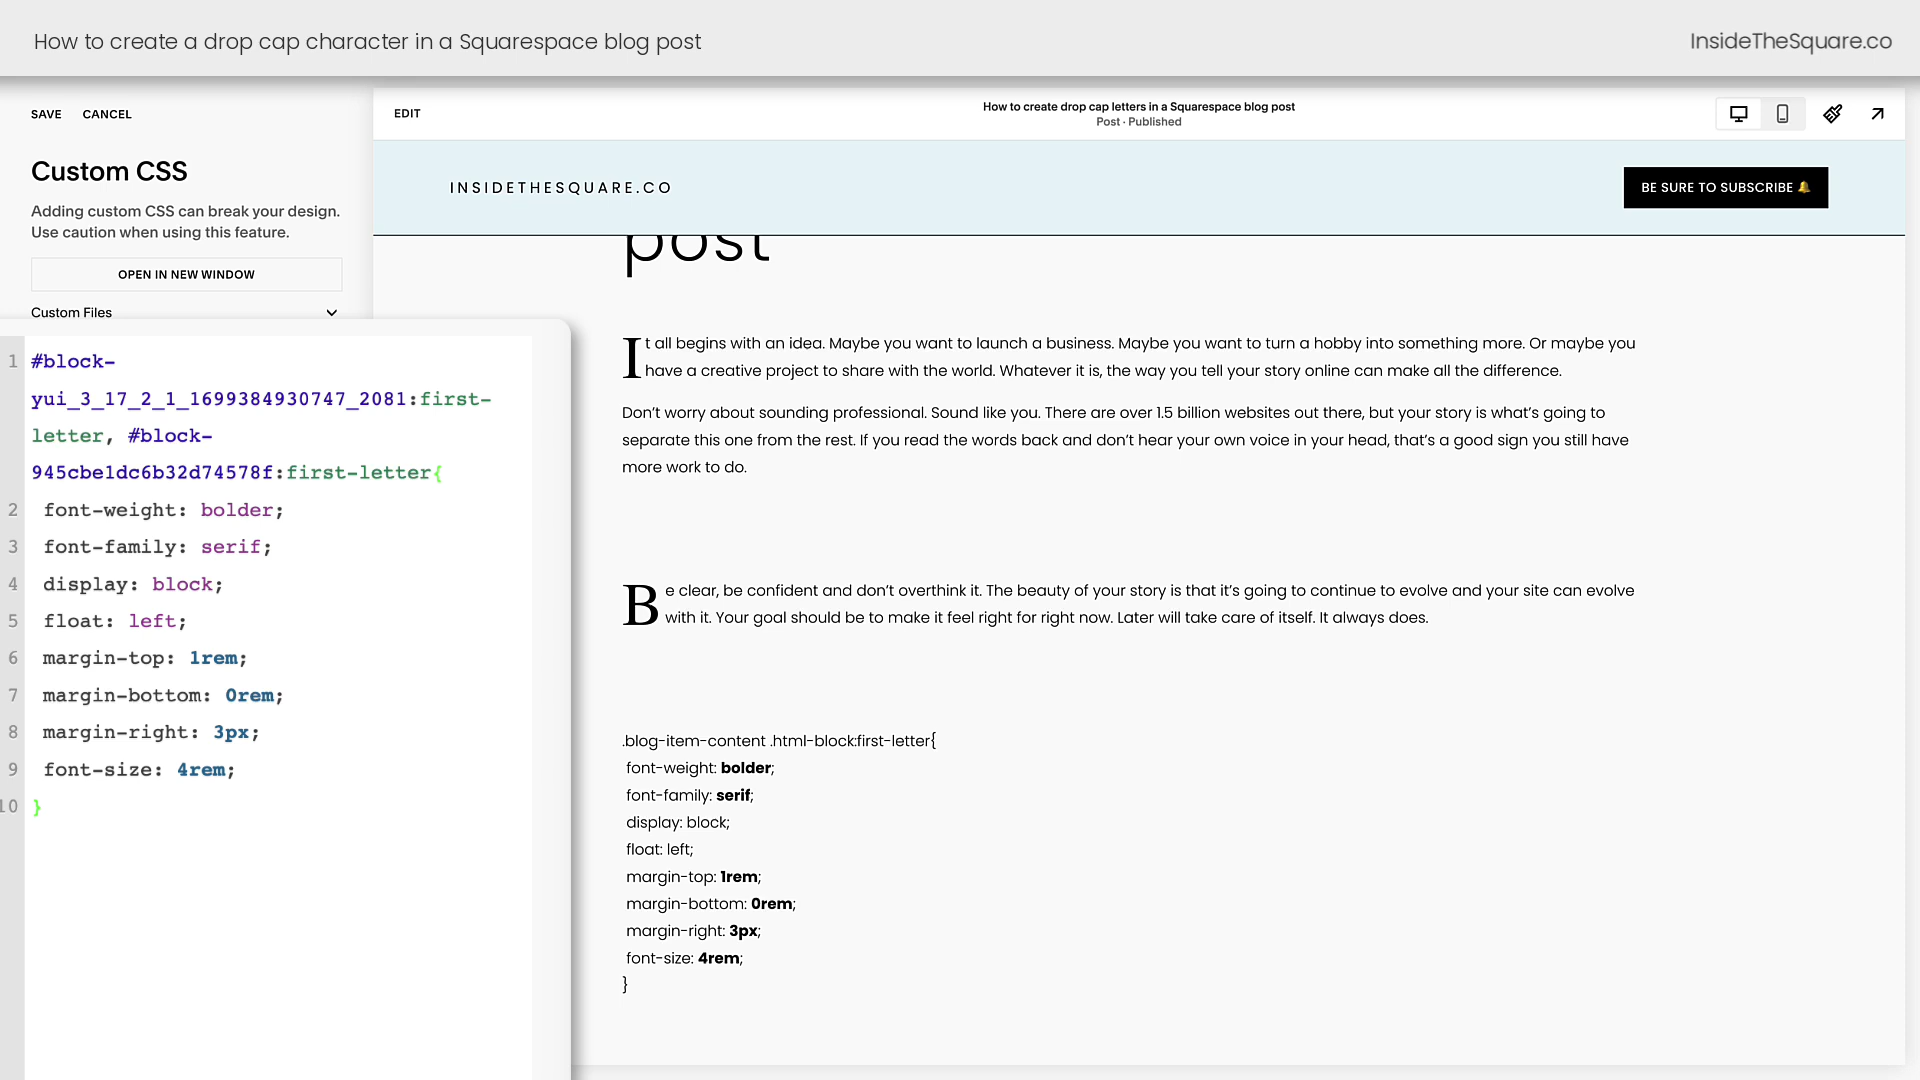 How to create a drop cap character in a Squarespace blog post
InsideTheSquare.co
SAVE CANCEL
Custom CSS
Adding custom CSS can break your design.
Use caution when using this feature.
OPEN IN NEW WINDOW
Custom Files
1 #block-
yui_3_17_2_1_1699384930747_2081:first-
letter, #block-
945cbe1dc6b32d74578f:first-letter{
2 font-weight: bolder;
3 font-family: serif;
4 display: block;
5 float: left;
6 margin-top: 1rem;
7 margin-bottom: 0rem;
8 margin-right: 3px;
9 font-size: 4rem;
10 }
EDIT
How to create drop cap letters in a Squarespace blog post
Post · Published
INSIDETHESQUARE.CO
BE SURE TO SUBSCRIBE 🔔
post
It all begins with an idea. Maybe you want to launch a business. Maybe you want to turn a hobby into something more. Or maybe you
have a creative project to share with the world. Whatever it is, the way you tell your story online can make all the difference.
Don’t worry about sounding professional. Sound like you. There are over 1.5 billion websites out there, but your story is what’s going to
separate this one from the rest. If you read the words back and don’t hear your own voice in your head, that’s a good sign you still have
more work to do.
Be clear, be confident and don’t overthink it. The beauty of your story is that it’s going to continue to evolve and your site can evolve
with it. Your goal should be to make it feel right for right now. Later will take care of itself. It always does.
.blog-item-content .html-block:first-letter{
font-weight: bolder;
font-family: serif;
display: block;
float: left;
margin-top: 1rem;
margin-bottom: 0rem;
margin-right: 3px;
font-size: 4rem;
}